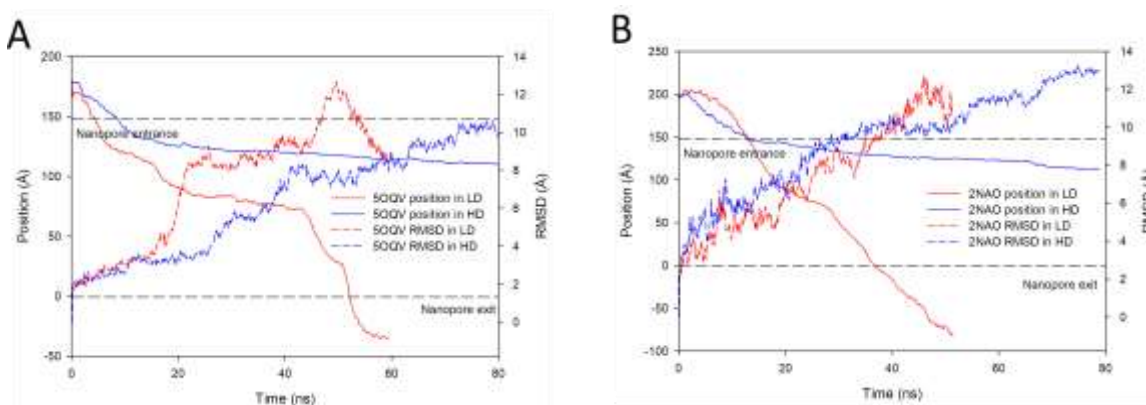 A
Position (Å)
200
150
100
50
0
-50
Nanopore entrance
5OQV position in LD
5OQV position in HD
5OQV RMSD in LD
5OQV RMSD in HD
Nanopore exit
14
12
10
8
6
4
2
0
RMSD (Å)
0 20 40 60 80
Time (ns)
B
Position (Å)
250
200
150
100
50
0
-50
-100
Nanopore entrance
2NAO position in LD
2NAO position in HD
2NAO RMSD in LD
2NAO RMSD in HD
Nanopore exit
14
12
10
8
6
4
2
0
RMSD (Å)
0 20 40 60 80
Time (ns)